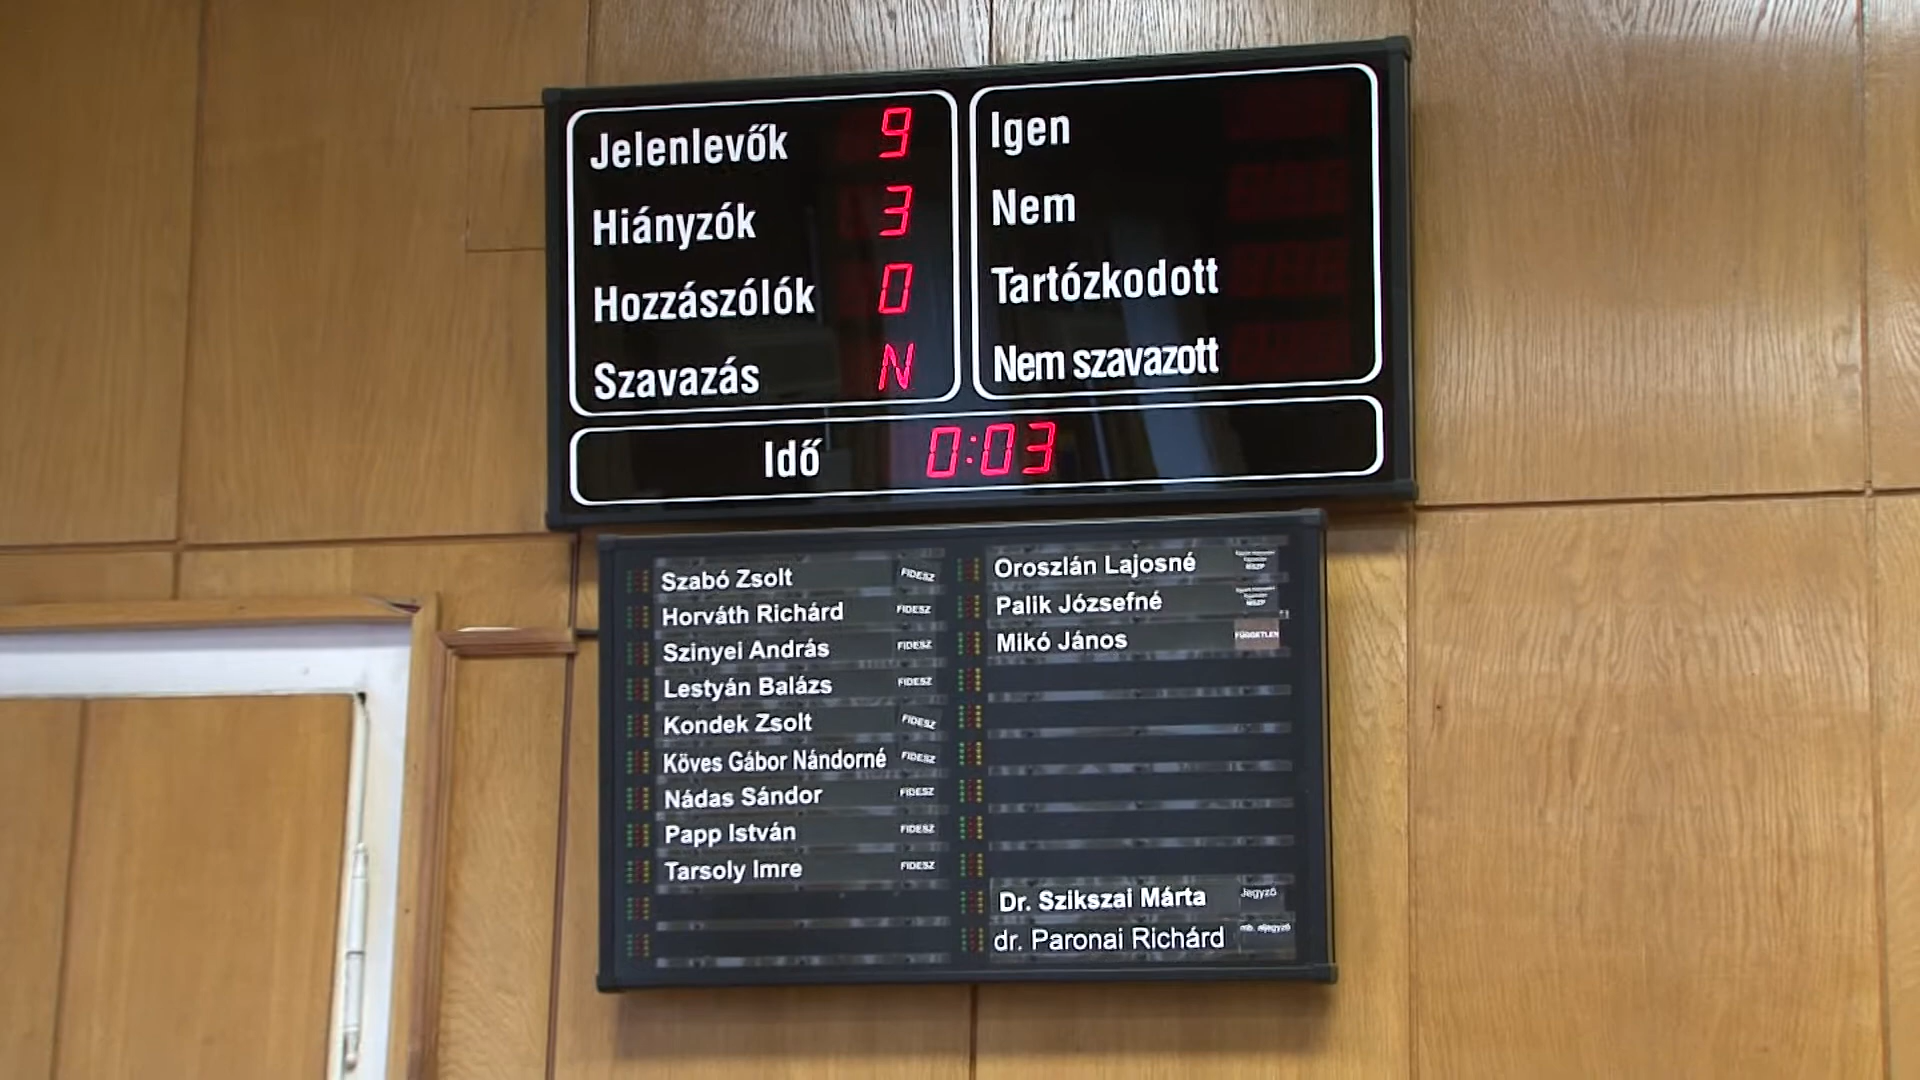 Jelenlevők 9
Hiányzók 3
Hozzászólók 0
Szavazás N
Igen
Nem
Tartózkodott
Nem szavazott
Idő 0:03
Szabó Zsolt FIDESZ
Horváth Richárd FIDESZ
Szinyei András FIDESZ
Lestyán Balázs FIDESZ
Kondek Zsolt FIDESZ
Köves Gábor Nándorné FIDESZ
Nádas Sándor FIDESZ
Papp István FIDESZ
Tarsoly Imre FIDESZ
Oroszlán Lajosné MSZP
Palik Józsefné MSZP
Mikó János FÜGGETLEN
Dr. Szikszai Márta Jegyző
dr. Paronai Richárd mb. aljegyző